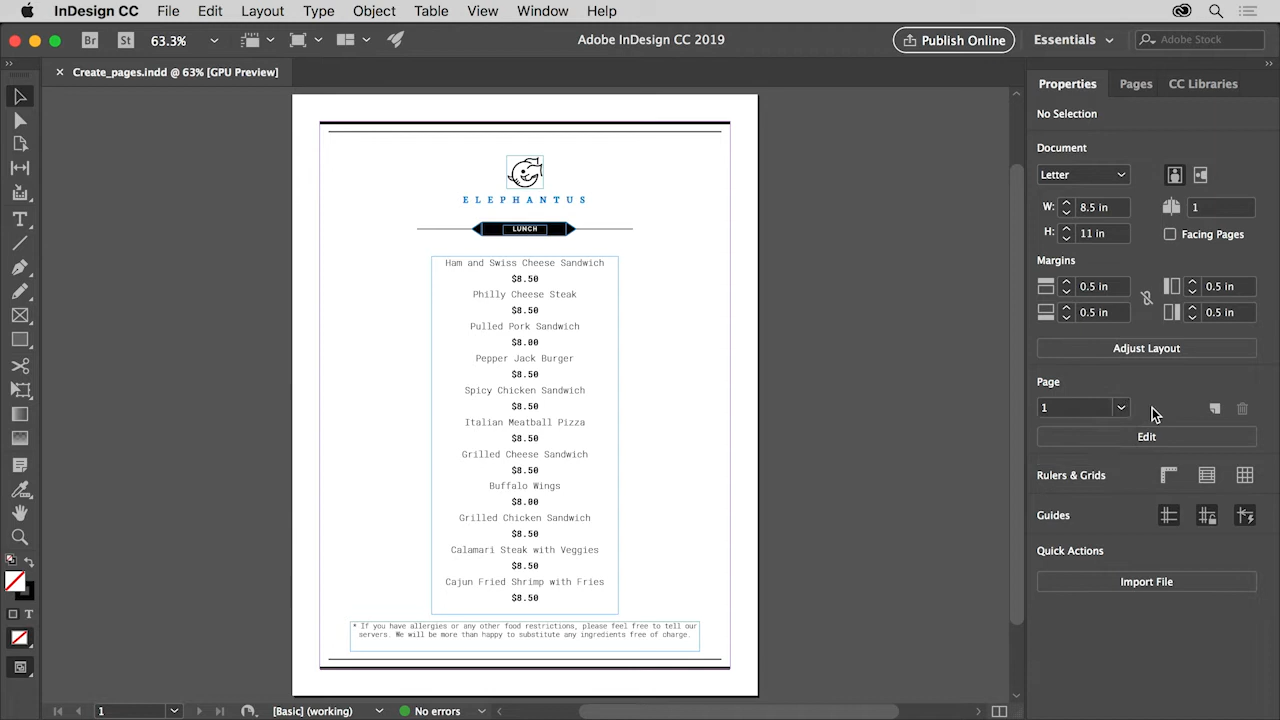 InDesign CC File Edit Layout Type Object Table View Window Help
Br St 63.3% Adobe InDesign CC 2019 Publish Online Essentials Adobe Stock
Create_pages.indd @ 63% [GPU Preview]
Properties Pages CC Libraries
No Selection
Document
Letter
W: 8.5 in 1
H: 11 in Facing Pages
Margins
0.5 in 0.5 in
0.5 in 0.5 in
Adjust Layout
Page
1
Edit
Rulers & Grids
Guides
Quick Actions
Import File
ELEPHANTUS
LUNCH
Ham and Swiss Cheese Sandwich
$8.50
Philly Cheese Steak
$8.50
Pulled Pork Sandwich
$8.00
Pepper Jack Burger
$8.50
Spicy Chicken Sandwich
$8.50
Italian Meatball Pizza
$8.50
Grilled Cheese Sandwich
$8.50
Buffalo Wings
$8.00
Grilled Chicken Sandwich
$8.50
Calamari Steak with Veggies
$8.50
Cajun Fried Shrimp with Fries
$8.50
* If you have allergies or any other food restrictions, please feel free to tell our
servers. We will be more than happy to substitute any ingredients free of charge.
1 [Basic] (working) No errors